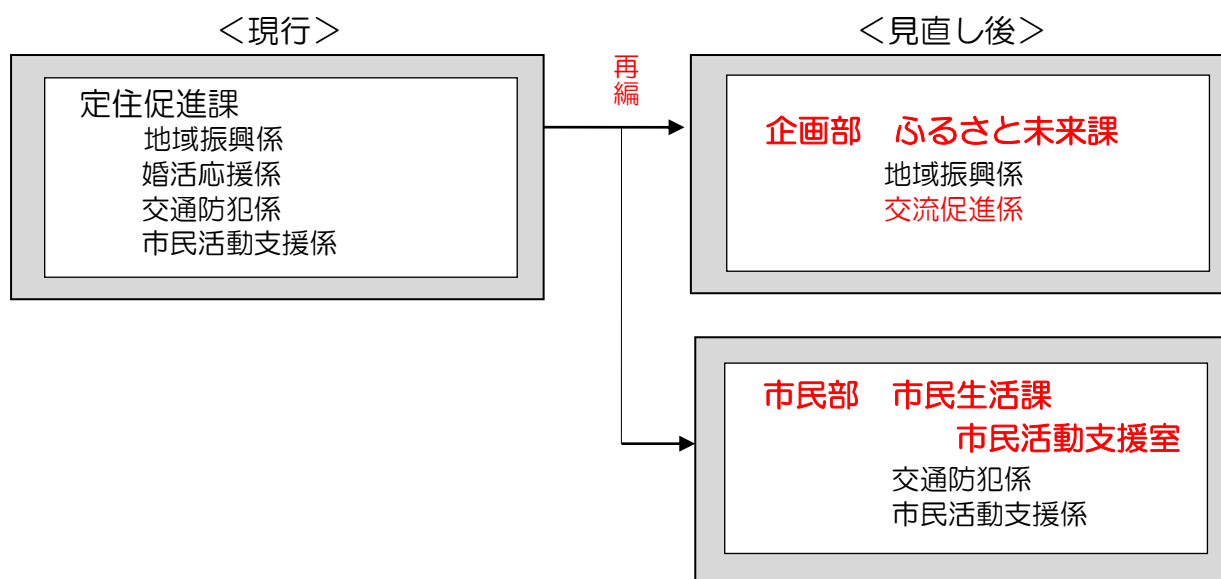 ＜現行＞
定住促進課
地域振興係
婚活応援係
交通防犯係
市民活動支援係
再編
＜見直し後＞
企画部　ふるさと未来課
地域振興係
交流促進係
市民部　市民生活課
市民活動支援室
交通防犯係
市民活動支援係